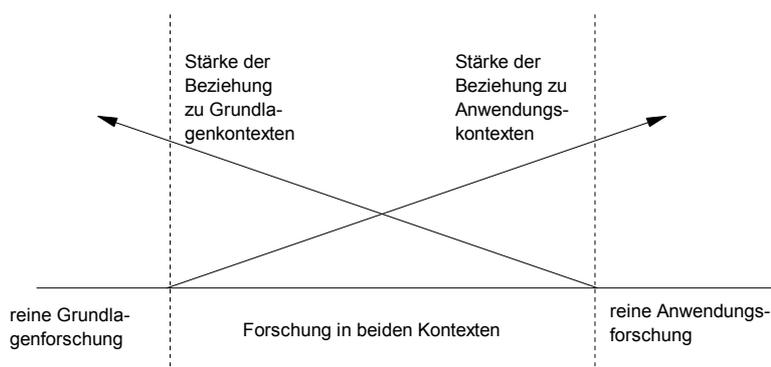 Stärke der
Beziehung
zu Grundla-
genkontexten
Stärke der
Beziehung zu
Anwendungs-
kontexten
reine Grundla-
genforschung
Forschung in beiden Kontexten
reine Anwendungs-
forschung